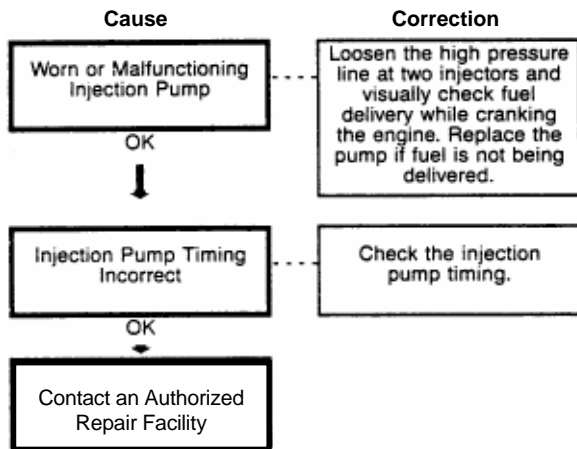 Cause
Correction
Worn or Malfunctioning
Injection Pump
Loosen the high pressure
line at two injectors and
visually check fuel
delivery while cranking
the engine. Replace the
pump if fuel is not being
delivered.
OK
Injection Pump Timing
Incorrect
Check the injection
pump timing.
OK
Contact an Authorized
Repair Facility